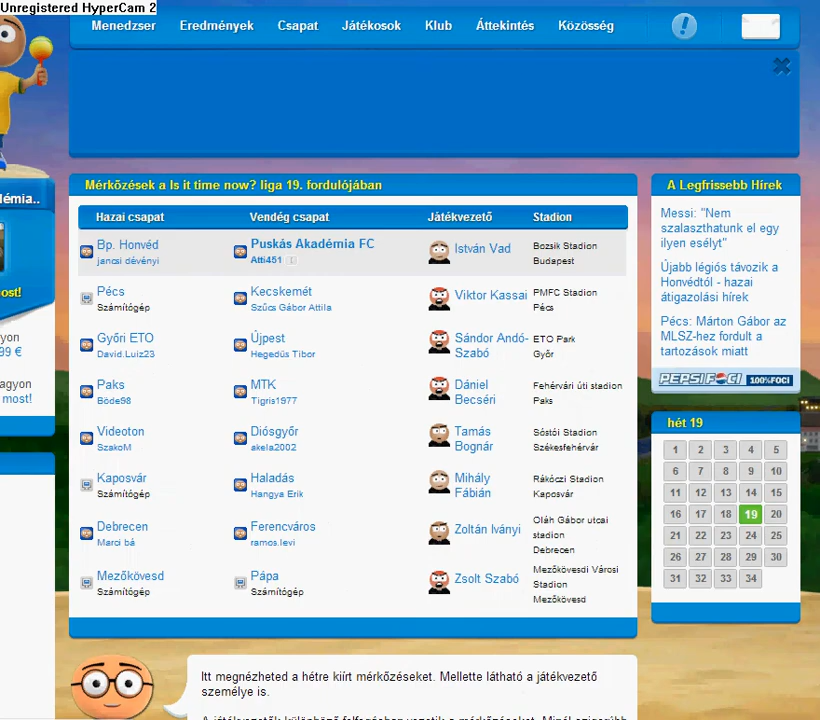 Unregistered HyperCam 2
Menedzser Eredmények Csapat Játékosok Klub Áttekintés Közösség
démia..
ost!
yon
99 €
agyon
most!
Mérkőzések a Is it time now? liga 19. fordulójában
Hazai csapat Vendég csapat Játékvezető Stadion
Bp. Honvéd Puskás Akadémia FC István Vad Bozsik Stadion
jancsi dévényi Atti451 L Budapest
Pécs Kecskemét Viktor Kassai PMFC Stadion
Számítógép Szűcs Gábor Attila Pécs
Győri ETO Újpest Sándor Andó- ETO Park
David.Luiz23 Hegedűs Tibor Szabó Győr
Paks MTK Dániel Fehérvári úti stadion
Böde98 Tigris1977 Becséri Paks
Videoton Diósgyőr Tamás Sóstói Stadion
SzakoM akela2002 Bognár Székesfehérvár
Kaposvár Haladás Mihály Rákóczi Stadion
Számítógép Hangya Erik Fábián Kaposvár
Debrecen Ferencváros Zoltán Iványi Oláh Gábor utcai
Marci bá ramos.levi stadion
Debrecen
Mezőkövesd Pápa Zsolt Szabó Mezőkövesdi Városi
Számítógép Számítógép Stadion
Mezőkövesd
A Legfrissebb Hírek
Messi: "Nem
szalaszthatunk el egy
ilyen esélyt"
Újabb légiós távozik a
Honvédtól - hazai
átigazolási hírek
Pécs: Márton Gábor az
MLSZ-hez fordult a
tartozások miatt
PEPSIFOCI 100%FOCI
hét 19
1 2 3 4 5
6 7 8 9 10
11 12 13 14 15
16 17 18 19 20
21 22 23 24 25
26 27 28 29 30
31 32 33 34
Itt megnézheted a hétre kiírt mérkőzéseket. Mellette látható a játékvezető
személye is.
A játékvezetők különböző felfogásban vezetik a mérkőzéseket. Minél szigorúbb